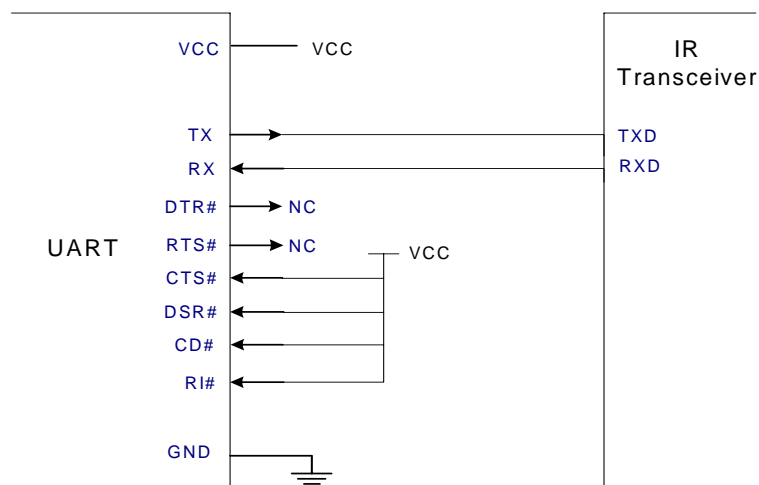 VCC VCC
IR
Transceiver
TX TXD
RX RXD
DTR# NC
UART
RTS# NC
VCC
CTS#
DSR#
CD#
RI#
GND